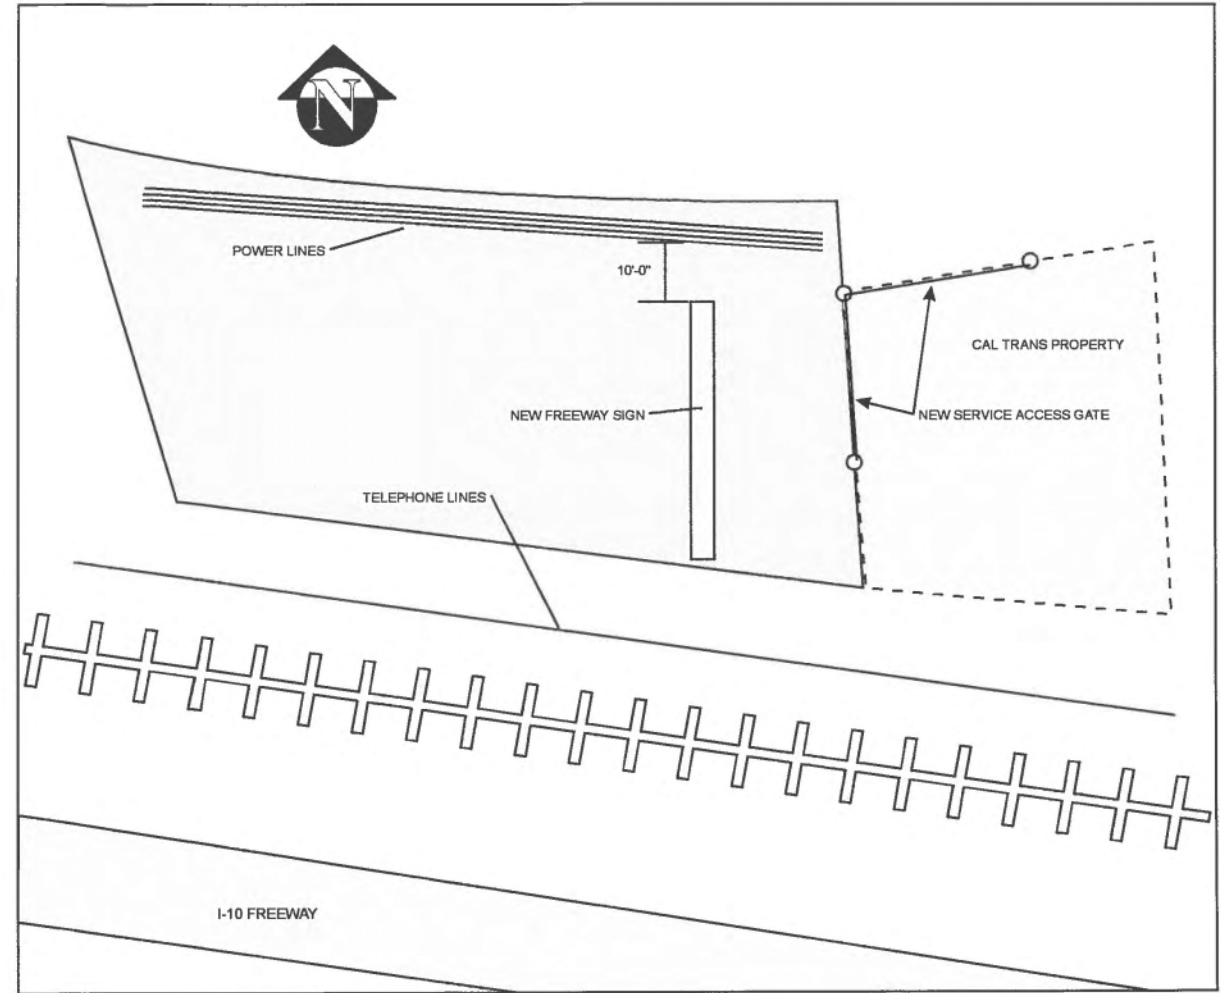 N
POWER LINES
10'-0"
CAL TRANS PROPERTY
NEW FREEWAY SIGN
NEW SERVICE ACCESS GATE
TELEPHONE LINES
I-10 FREEWAY